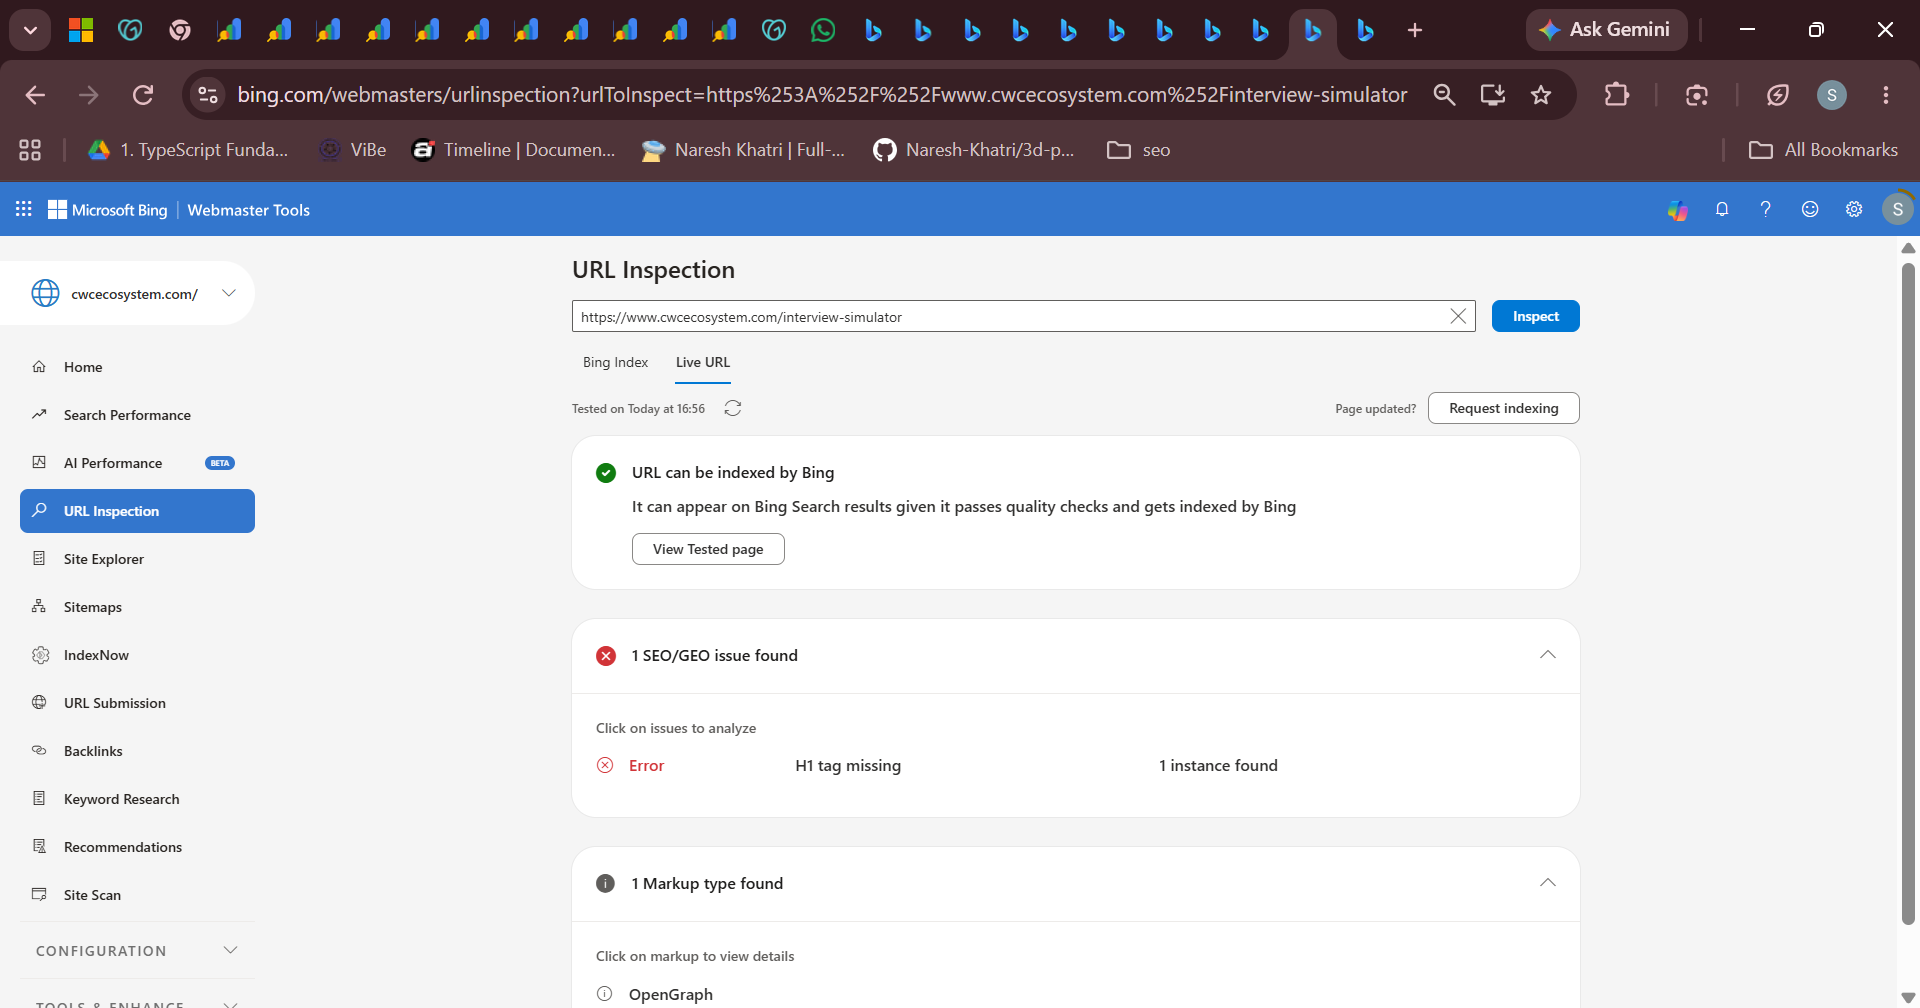 Ask Gemini
bing.com/webmasters/urlinspection?urlToInspect=https%253A%252F%252Fwww.cwcecosystem.com%252Finterview-simulator
S
1. TypeScript Funda...
ViBe
Timeline | Documen...
Naresh Khatri | Full-...
Naresh-Khatri/3d-p...
seo
All Bookmarks
Microsoft Bing
Webmaster Tools
S
cwcecosystem.com/
Home
Search Performance
AI Performance BETA
URL Inspection
Site Explorer
Sitemaps
IndexNow
URL Submission
Backlinks
Keyword Research
Recommendations
Site Scan
CONFIGURATION
TOOLS & ENHANCE
URL Inspection
https://www.cwcecosystem.com/interview-simulator
Inspect
Bing Index Live URL
Tested on Today at 16:56
Page updated? Request indexing
URL can be indexed by Bing
It can appear on Bing Search results given it passes quality checks and gets indexed by Bing
View Tested page
1 SEO/GEO issue found
Click on issues to analyze
Error H1 tag missing 1 instance found
1 Markup type found
Click on markup to view details
OpenGraph